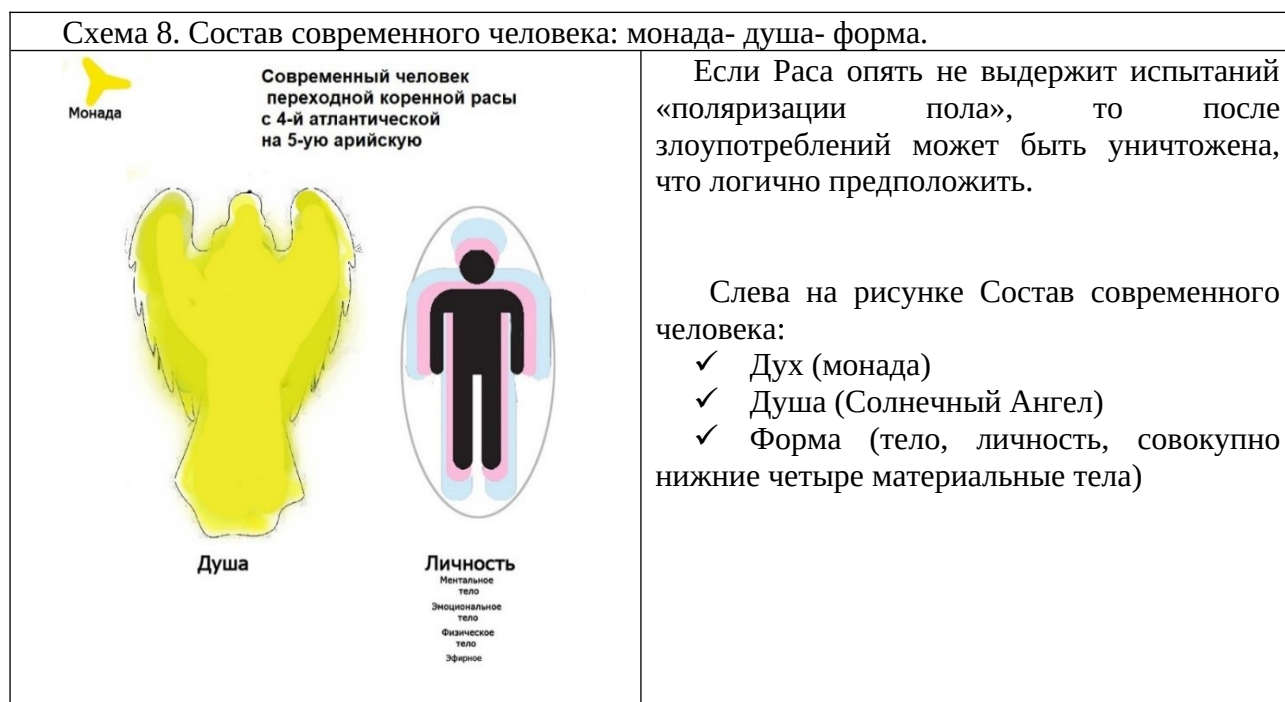 Схема 8. Состав современного человека: монада- душа- форма.
Монада
Современный человек
переходной коренной расы
с 4-й атлантической
на 5-ую арийскую
Душа
Личность
Ментальное
тело
Эмоциональное
тело
Физическое
тело
Эфирное
Если Раса опять не выдержит испытаний
«поляризации пола», то после
злоупотреблений может быть уничтожена,
что логично предположить.
Слева на рисунке Состав современного
человека:
✓ Дух (монада)
✓ Душа (Солнечный Ангел)
✓ Форма (тело, личность, совокупно
нижние четыре материальные тела)